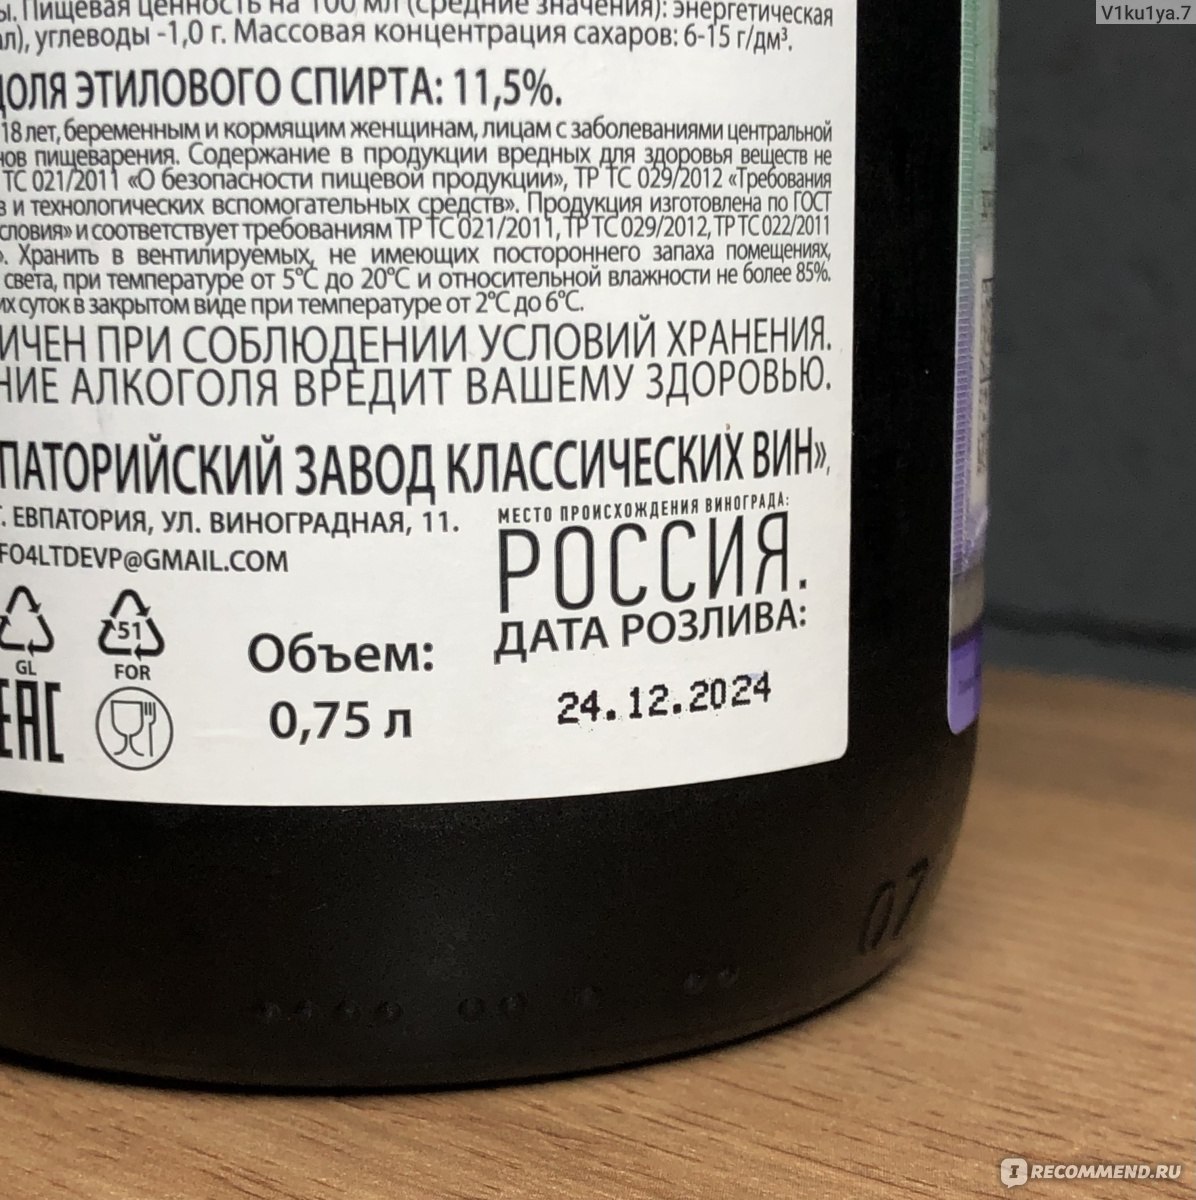 V1ku1ya.7
ы. Пищевая ценность на 100 мл (средние значения): энергетическая
ал), углеводы -1,0 г. Массовая концентрация сахаров: 6-15 г/дм³.
ДОЛЯ ЭТИЛОВОГО СПИРТА: 11,5%.
18 лет, беременным и кормящим женщинам, лицам с заболеваниями центральной
нов пищеварения. Содержание в продукции вредных для здоровья веществ не
ТС 021/2011 «О безопасности пищевой продукции», ТР ТС 029/2012 «Требования
в и технологических вспомогательных средств». Продукция изготовлена по ГОСТ
словия» и соответствует требованиям ТР ТС 021/2011, ТР ТС 029/2012, ТР ТС 022/2011
». Хранить в вентилируемых, не имеющих постороннего запаха помещениях,
света, при температуре от 5°С до 20°С и относительной влажности не более 85%.
их суток в закрытом виде при температуре от 2°С до 6°С.
ИЧЕН ПРИ СОБЛЮДЕНИИ УСЛОВИЙ ХРАНЕНИЯ.
НИЕ АЛКОГОЛЯ ВРЕДИТ ВАШЕМУ ЗДОРОВЬЮ.
ПАТОРИЙСКИЙ ЗАВОД КЛАССИЧЕСКИХ ВИН»,
Г. ЕВПАТОРИЯ, УЛ. ВИНОГРАДНАЯ, 11.
FO4LTDEVP@GMAIL.COM
МЕСТО ПРОИСХОЖДЕНИЯ ВИНОГРАДА:
РОССИЯ.
ДАТА РОЗЛИВА:
24.12.2024
GL
51
FOR
EAC
Объем:
0,75 л
07
IRECOMMEND.RU